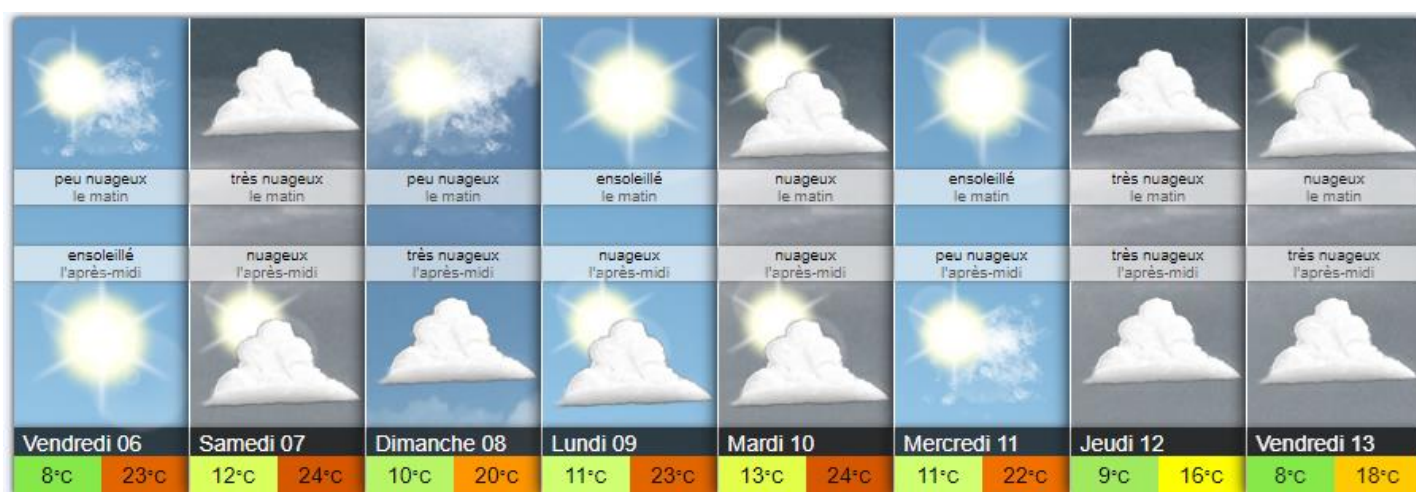 peu nuageux
le matin
ensoleillé
l'après-midi
Vendredi 06
8°C 23°C
très nuageux
le matin
nuageux
l'après-midi
Samedi 07
12°C 24°C
peu nuageux
le matin
très nuageux
l'après-midi
Dimanche 08
10°C 20°C
ensoleillé
le matin
nuageux
l'après-midi
Lundi 09
11°C 23°C
nuageux
le matin
nuageux
l'après-midi
Mardi 10
13°C 24°C
ensoleillé
le matin
peu nuageux
l'après-midi
Mercredi 11
11°C 22°C
très nuageux
le matin
très nuageux
l'après-midi
Jeudi 12
9°C 16°C
nuageux
le matin
très nuageux
l'après-midi
Vendredi 13
8°C 18°C